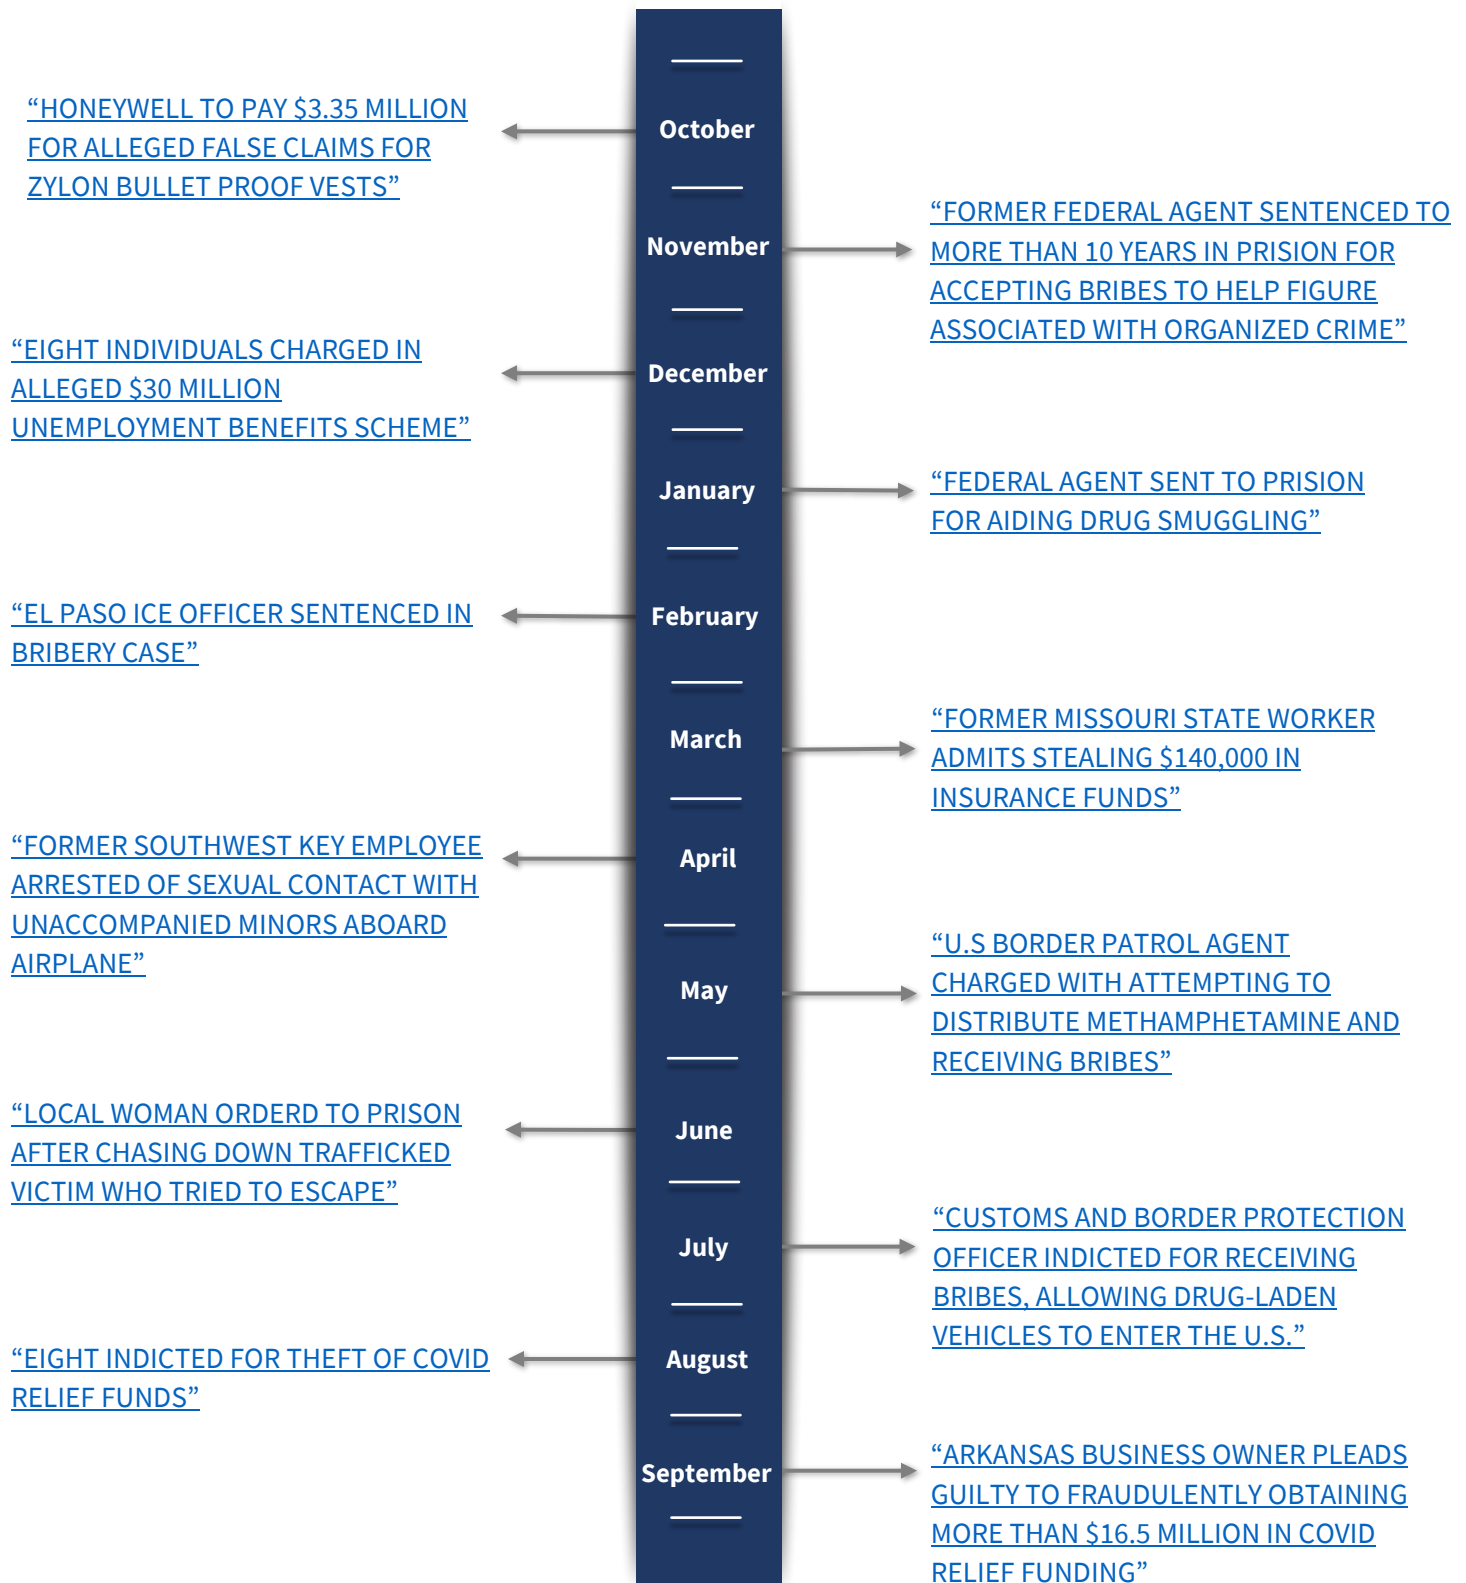 October
“HONEYWELL TO PAY $3.35 MILLION
FOR ALLEGED FALSE CLAIMS FOR
ZYLON BULLET PROOF VESTS”
November
“FORMER FEDERAL AGENT SENTENCED TO
MORE THAN 10 YEARS IN PRISION FOR
ACCEPTING BRIBES TO HELP FIGURE
ASSOCIATED WITH ORGANIZED CRIME”
December
“EIGHT INDIVIDUALS CHARGED IN
ALLEGED $30 MILLION
UNEMPLOYMENT BENEFITS SCHEME”
January
“FEDERAL AGENT SENT TO PRISION
FOR AIDING DRUG SMUGGLING”
February
“EL PASO ICE OFFICER SENTENCED IN
BRIBERY CASE”
March
“FORMER MISSOURI STATE WORKER
ADMITS STEALING $140,000 IN
INSURANCE FUNDS”
April
“FORMER SOUTHWEST KEY EMPLOYEE
ARRESTED OF SEXUAL CONTACT WITH
UNACCOMPANIED MINORS ABOARD
AIRPLANE”
May
“U.S BORDER PATROL AGENT
CHARGED WITH ATTEMPTING TO
DISTRIBUTE METHAMPHETAMINE AND
RECEIVING BRIBES”
June
“LOCAL WOMAN ORDERD TO PRISON
AFTER CHASING DOWN TRAFFICKED
VICTIM WHO TRIED TO ESCAPE”
July
“CUSTOMS AND BORDER PROTECTION
OFFICER INDICTED FOR RECEIVING
BRIBES, ALLOWING DRUG-LADEN
VEHICLES TO ENTER THE U.S.”
August
“EIGHT INDICTED FOR THEFT OF COVID
RELIEF FUNDS”
September
“ARKANSAS BUSINESS OWNER PLEADS
GUILTY TO FRAUDULENTLY OBTAINING
MORE THAN $16.5 MILLION IN COVID
RELIEF FUNDING”